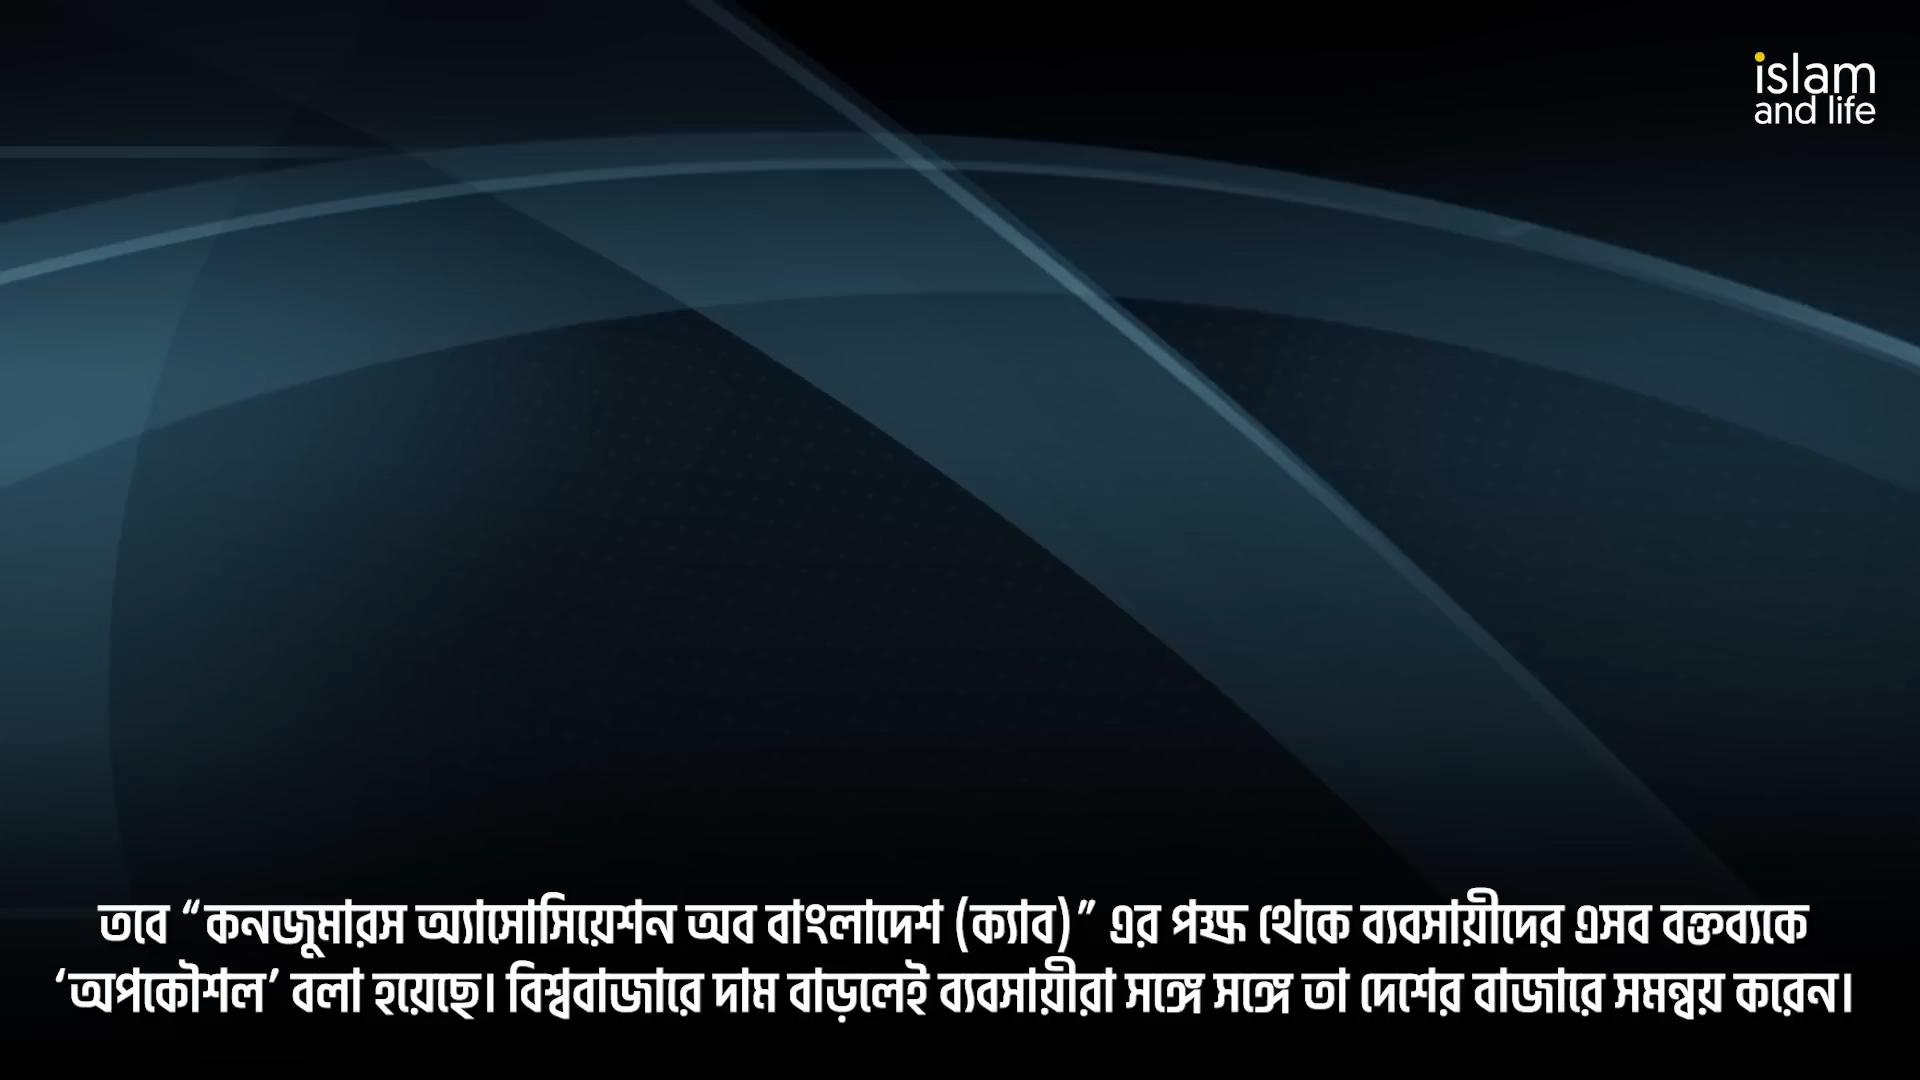 islam
and life
তবে “কনজুমারস অ্যাসোসিয়েশন অব বাংলাদেশ (ক্যাব)” এর পক্ষ থেকে ব্যবসায়ীদের এসব বক্তব্যকে
‘অপকৌশল’ বলা হয়েছে। বিশ্ববাজারে দাম বাড়লেই ব্যবসায়ীরা সঙ্গে সঙ্গে তা দেশের বাজারে সমন্বয় করেন।